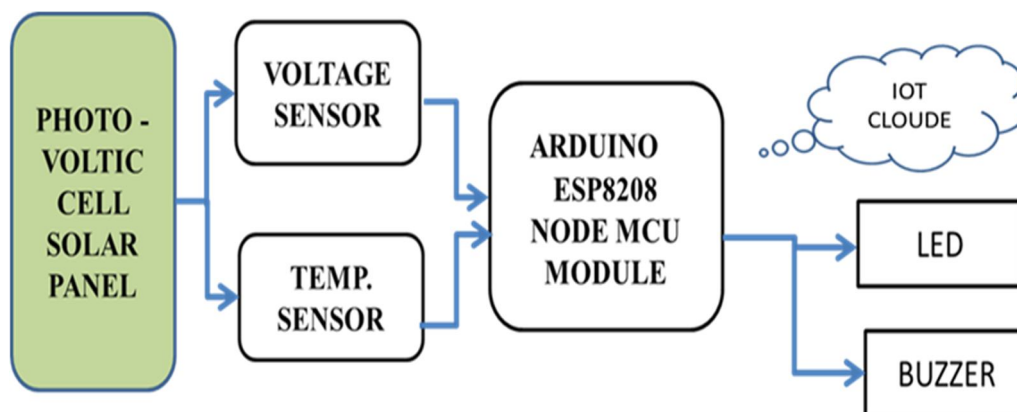 PHOTO -
VOLTIC
CELL
SOLAR
PANEL
VOLTAGE
SENSOR
TEMP.
SENSOR
ARDUINO
ESP8208
NODE MCU
MODULE
IOT
CLOUDE
LED
BUZZER